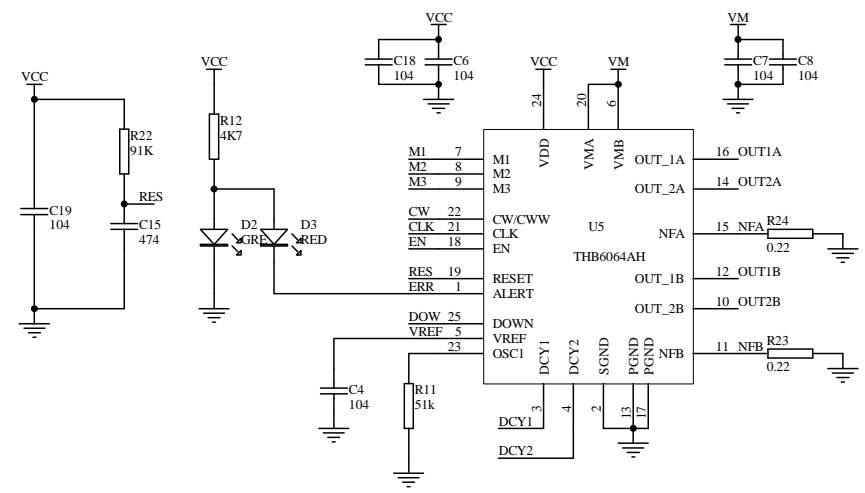 VCC
VM
C18
104
C6
104
C7
104
C8
104
VCC
VCC
VCC
VM
24
20
6
R22
91K
R12
4K7
VDD
VMA
VMB
M1 7 M1
M2 8 M2
M3 9 M3
OUT_1A 16 OUT1A
OUT_2A 14 OUT2A
RES
C19
104
C15
474
D2
GRE
D3
RED
CW 22 CW/CWW
CLK 21 CLK
EN 18 EN
U5
THB6064AH
NFA 15 NFA R24
0.22
RES 19 RESET
ERR 1 ALERT
OUT_1B 12 OUT1B
OUT_2B 10 OUT2B
DOW 25 DOWN
VREF 5 VREF
23 OSC1
DCY1
DCY2
SGND
PGND
PGND
NFB 11 NFB R23
0.22
C4
104
R11
51k
3
4
2
13
17
DCY1
DCY2